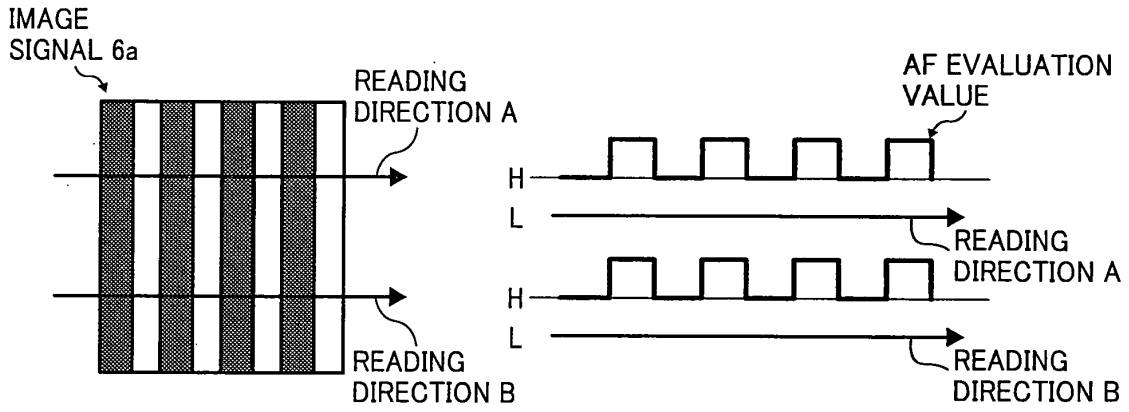 IMAGE
SIGNAL 6a
READING
DIRECTION A
READING
DIRECTION B
AF EVALUATION
VALUE
H
L
READING
DIRECTION A
H
L
READING
DIRECTION B